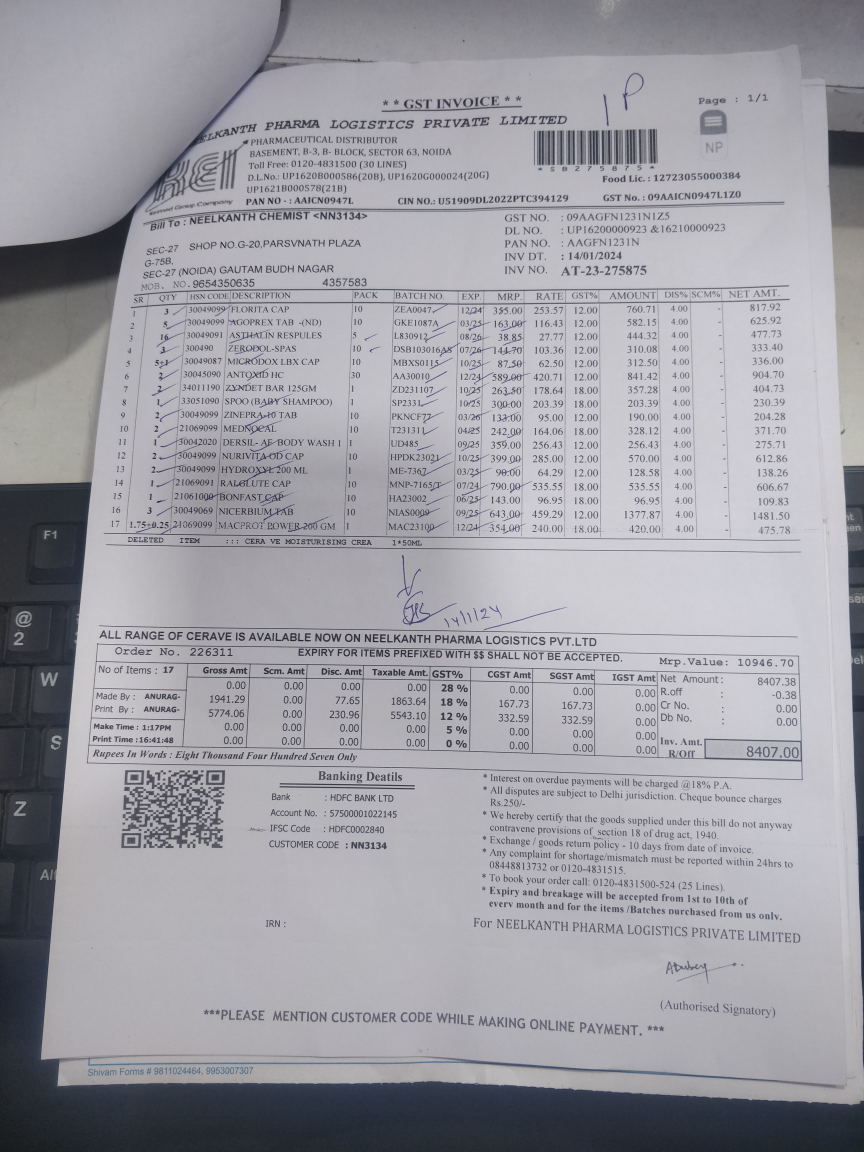 * * GST INVOICE * *
1P
Page : 1/1
NEELKANTH PHARMA LOGISTICS PRIVATE LIMITED
PHARMACEUTICAL DISTRIBUTOR
BASEMENT, B-3, B- BLOCK, SECTOR 63, NOIDA
Toll Free: 0120-4831500 (30 LINES)
D.L.No: UP1620B000586(20B), UP1620G000024(20G)
UP1621B000578(21B)
PAN NO - : AAICN0947L
CIN NO.: U51909DL2022PTC394129
*S8275875*
NP
Food Lic. : 12723055000384
GST No. : 09AAICN0947L1Z0
Bill To : NEELKANTH CHEMIST <NN3134>
SEC-27 SHOP NO.G-20,PARSVNATH PLAZA
G-75B,
SEC-27 (NOIDA) GAUTAM BUDH NAGAR
MOB. NO. 9654350635 4357583
GST NO. : 09AAGFN1231N1Z5
DL NO. : UP16200000923 &16210000923
PAN NO. : AAGFN1231N
INV DT. : 14/01/2024
INV NO. AT-23-275875
SR QTY HSN CODE DESCRIPTION PACK BATCH NO. EXP. MRP. RATE GST% AMOUNT DIS% SCM% NET AMT.
1 3 30049099 FLORITA CAP 10 ZEA0047 12/24 355.00 253.57 12.00 760.71 4.00 - 817.92
2 5 30049099 AGOPREX TAB -(ND) 10 GKE1087A 03/25 163.00 116.43 12.00 582.15 4.00 - 625.92
3 16 30049091 ASTHALIN RESPULES 5 L830912 08/26 38.85 27.77 12.00 444.32 4.00 - 477.73
4 3 300490 ZERODOL-SPAS 10 DSB103016AS 07/26 144.70 103.36 12.00 310.08 4.00 - 333.40
5 5+1 30049087 MICRODOX LBX CAP 10 MBXS0115 10/25 87.50 62.50 12.00 312.50 4.00 - 336.00
6 2 30045090 ANTOXID HC 30 AA30010 12/24 589.00 420.71 12.00 841.42 4.00 - 904.70
7 2 34011190 ZYNDET BAR 125GM 1 ZD231107 10/25 263.50 178.64 18.00 357.28 4.00 - 404.73
8 1 33051090 SPOO (BABY SHAMPOO) 1 SP2331 10/25 300.00 203.39 18.00 203.39 4.00 - 230.39
9 2 30049099 ZINEPRA-10 TAB 10 PKNCF77 03/26 133.00 95.00 12.00 190.00 4.00 - 204.28
10 2 21069099 MEDNOCAL 10 T231311 04/25 242.00 164.06 18.00 328.12 4.00 - 371.70
11 1 30042020 DERSIL- AF BODY WASH 1 1 UD485 09/25 359.00 256.43 12.00 256.43 4.00 - 275.71
12 2 30049099 NURIVITA OD CAP 10 HPDK23021 10/25 399.00 285.00 12.00 570.00 4.00 - 612.86
13 2 30049099 HYDROXYL 200 ML 1 ME-7367 03/25 90.00 64.29 12.00 128.58 4.00 - 138.26
14 1 21069091 RALGLUTE CAP 10 MNP-7165/T 07/24 790.00 535.55 18.00 535.55 4.00 - 606.67
15 1 21061000 BONFAST CAP 10 HA23002 06/25 143.00 96.95 18.00 96.95 4.00 - 109.83
16 3 30049069 NICERBIUM TAB 10 NIAS0009 09/25 643.00 459.29 12.00 1377.87 4.00 - 1481.50
17 1.75+0.25 21069099 MACPROT POWER 200 GM 1 MAC23100 12/24 354.00 240.00 18.00 420.00 4.00 - 475.78
DELETED ITEM ::: CERA VE MOISTURISING CREA 1*50ML
14/1/24
ALL RANGE OF CERAVE IS AVAILABLE NOW ON NEELKANTH PHARMA LOGISTICS PVT.LTD
Order No. 226311 EXPIRY FOR ITEMS PREFIXED WITH $$ SHALL NOT BE ACCEPTED. Mrp.Value: 10946.70
No of Items : 17 Gross Amt Scm. Amt Disc. Amt Taxable Amt. GST% CGST Amt SGST Amt IGST Amt Net Amount : 8407.38
0.00 0.00 0.00 0.00 28 % 0.00 0.00 0.00 R.off : -0.38
Made By : ANURAG- 1941.29 0.00 77.65 1863.64 18 % 167.73 167.73 0.00 Cr No. : 0.00
Print By : ANURAG- 5774.06 0.00 230.96 5543.10 12 % 332.59 332.59 0.00 Db No. : 0.00
Make Time : 1:17PM 0.00 0.00 0.00 0.00 5 % 0.00 0.00 0.00
Print Time :16:41:48 0.00 0.00 0.00 0.00 0 % 0.00 0.00 0.00 Inv. Amt. R/Off 8407.00
Rupees In Words : Eight Thousand Four Hundred Seven Only
Banking Deatils
Bank : HDFC BANK LTD
Account No. : 57500001022145
IFSC Code : HDFC0002840
CUSTOMER CODE : NN3134
* Interest on overdue payments will be charged @18% P.A.
* All disputes are subject to Delhi jurisdiction. Cheque bounce charges
Rs.250/-
* We hereby certify that the goods supplied under this bill do not anyway
contravene provisions of section 18 of drug act, 1940.
* Exchange / goods return policy - 10 days from date of invoice.
* Any complaint for shortage/mismatch must be reported within 24hrs to
08448813732 or 0120-4831515.
* To book your order call: 0120-4831500-524 (25 Lines).
* Expiry and breakage will be accepted from 1st to 10th of
every month and for the items /Batches purchased from us only.
IRN :
For NEELKANTH PHARMA LOGISTICS PRIVATE LIMITED
(Authorised Signatory)
***PLEASE MENTION CUSTOMER CODE WHILE MAKING ONLINE PAYMENT. ***
Shivam Forms # 9811024464, 9953007307
F1
@
2
W
S
Z